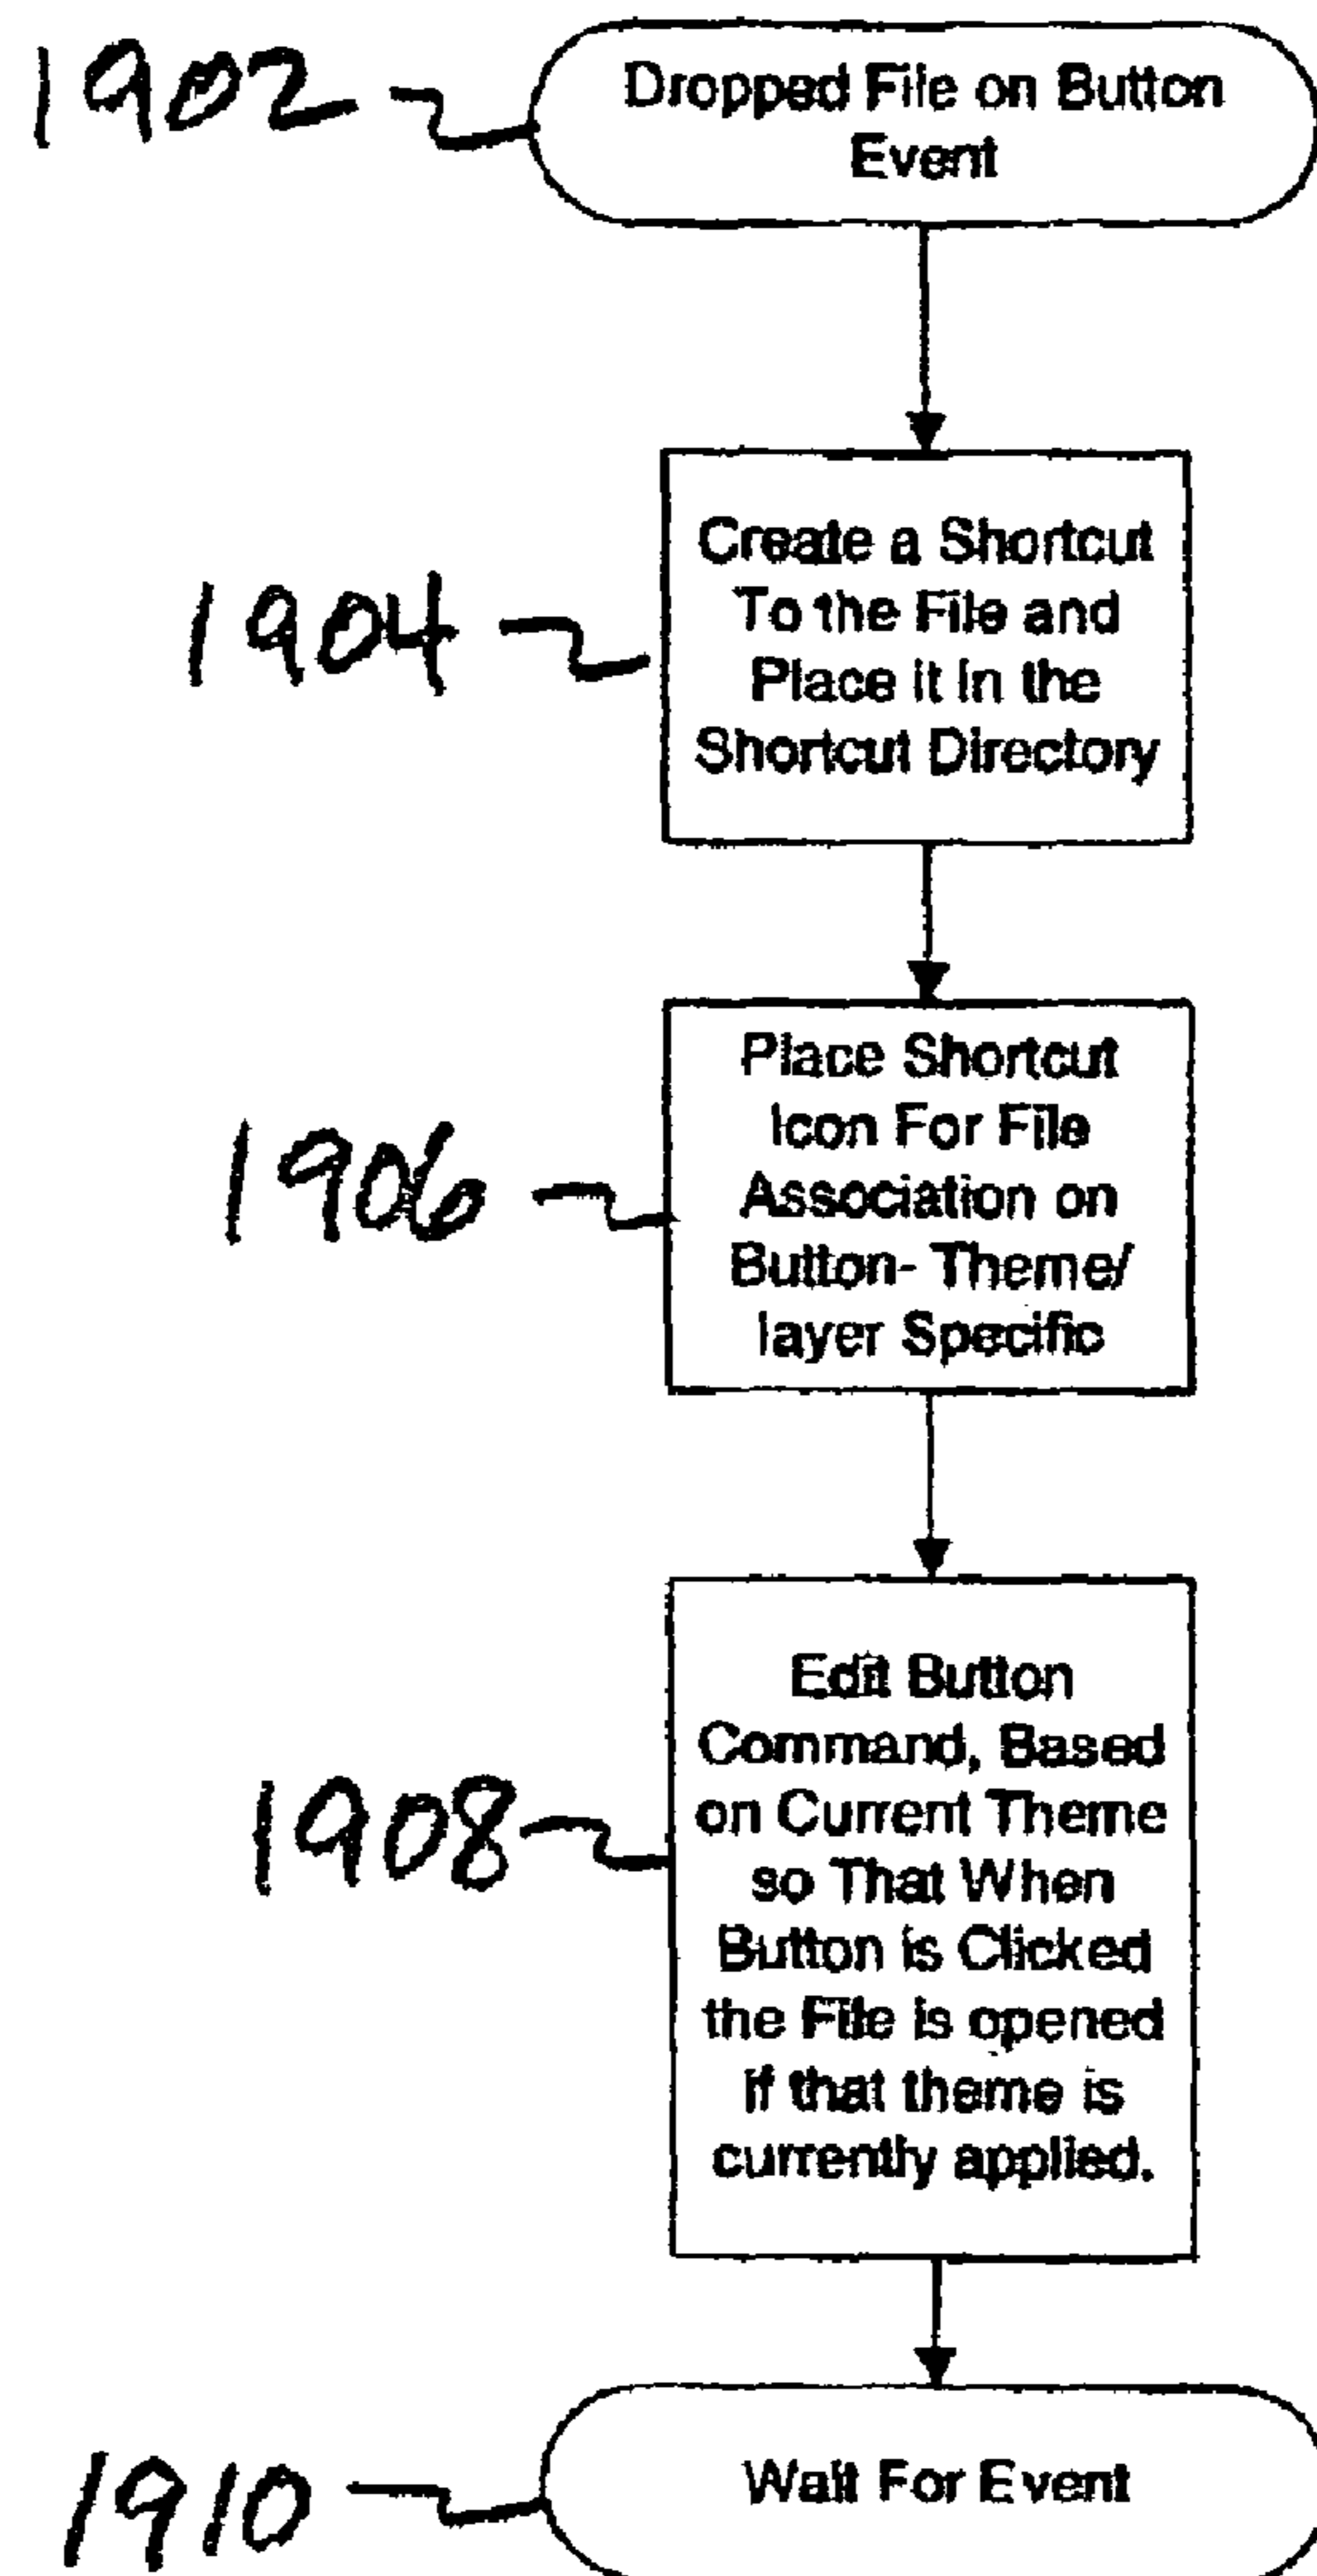 1902
Dropped File on Button
Event
1904
Create a Shortcut
To the File and
Place it in the
Shortcut Directory
1906
Place Shortcut
Icon For File
Association on
Button- Theme/
layer Specific
1908
Edit Button
Command, Based
on Current Theme
so That When
Button is Clicked
the File is opened
if that theme is
currently applied.
1910
Wait For Event